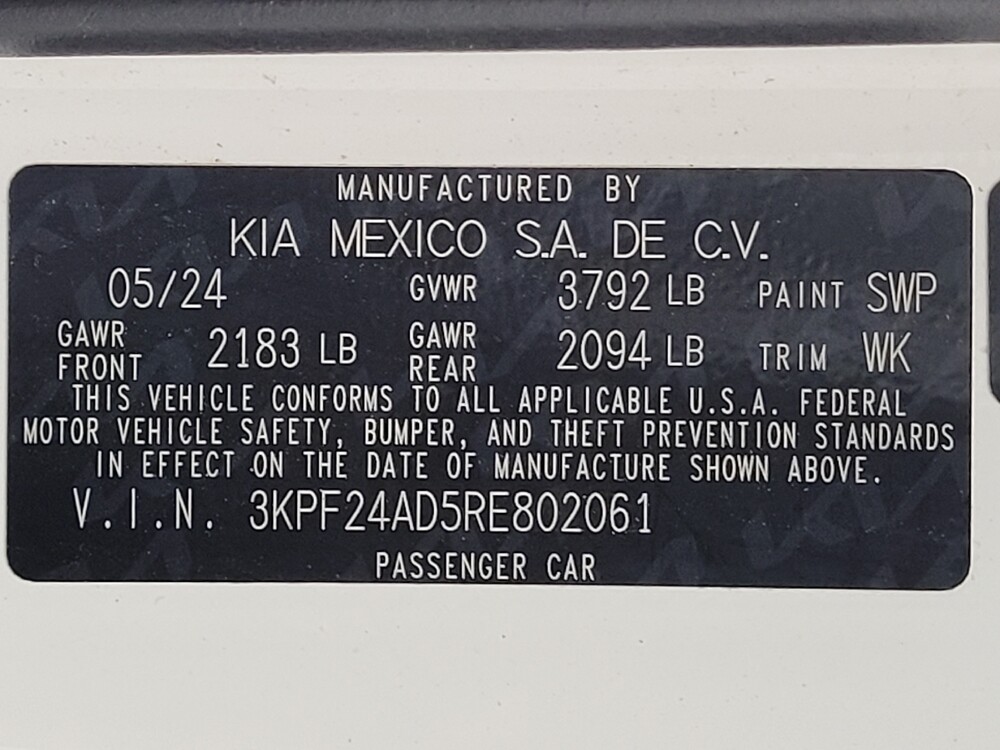 MANUFACTURED BY
KIA MEXICO S.A. DE C.V.
05/24 GVWR 3792 LB PAINT SWP
GAWR FRONT 2183 LB GAWR REAR 2094 LB TRIM WK
THIS VEHICLE CONFORMS TO ALL APPLICABLE U.S.A. FEDERAL
MOTOR VEHICLE SAFETY, BUMPER, AND THEFT PREVENTION STANDARDS
IN EFFECT ON THE DATE OF MANUFACTURE SHOWN ABOVE.
V.I.N. 3KPF24AD5RE802061
PASSENGER CAR